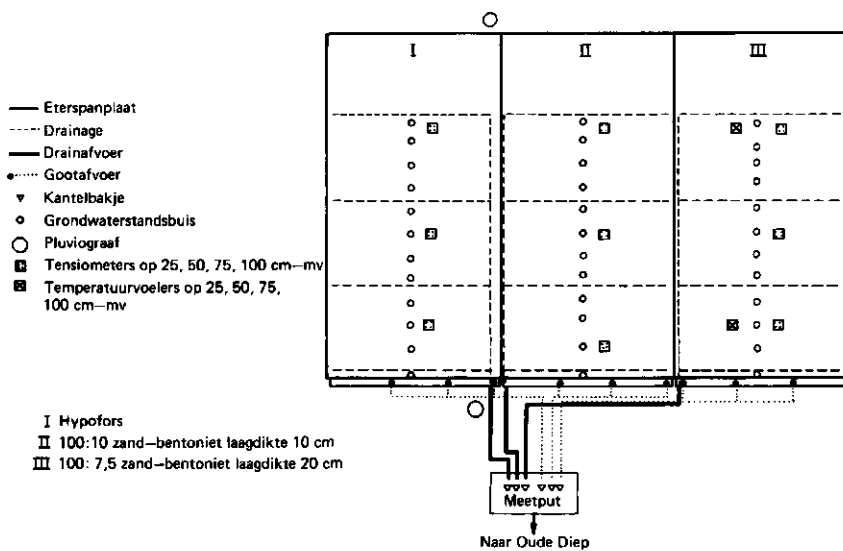 I
II
III
Eterspanplaat
Drainage
Drainafvoer
Gootafvoer
Kantelbakje
Grondwaterstandsbuis
Pluviograaf
Tensiometers op 25, 50, 75, 100 cm—mv
Temperatuurvoelers op 25, 50, 75,
100 cm—mv
I Hypofors
II 100:10 zand—bentoniet laagdikte 10 cm
III 100: 7,5 zand—bentoniet laagdikte 20 cm
Meetput
Naar Oude Diep